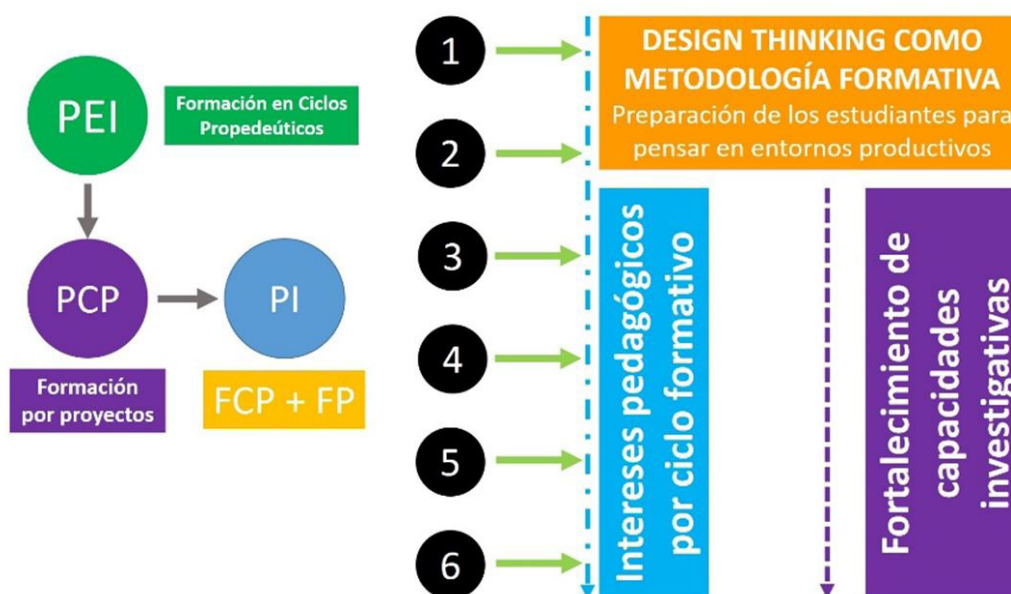 PEI
Formación en Ciclos
Propedeúticos
PCP
PI
Formación
por proyectos
FCP + FP
1
2
3
4
5
6
DESIGN THINKING COMO
METODOLOGÍA FORMATIVA
Preparación de los estudiantes para
pensar en entornos productivos
Intereses pedagógicos
por ciclo formativo
Fortalecimiento de
capacidades
investigativas